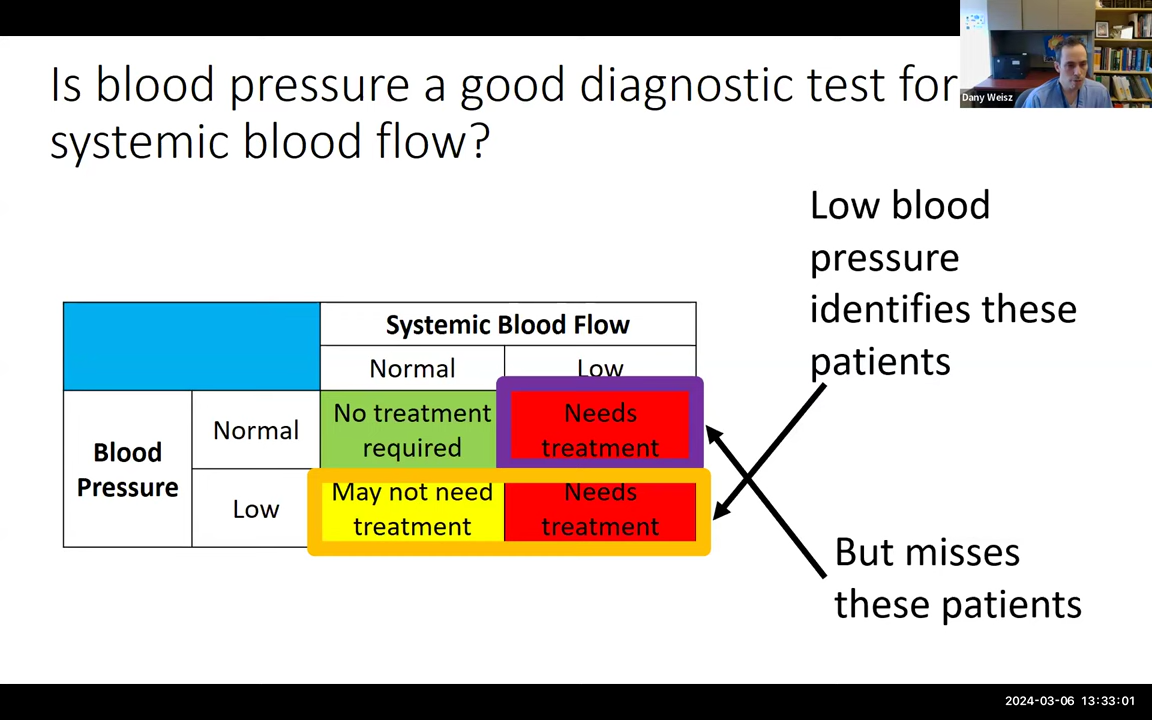 Is blood pressure a good diagnostic test for
systemic blood flow?
Dany Weisz
Low blood
pressure
identifies these
patients
Systemic Blood Flow
Normal
Low
Blood
Pressure
Normal
No treatment
required
Needs
treatment
Low
May not need
treatment
Needs
treatment
But misses
these patients
2024-03-06 13:33:01